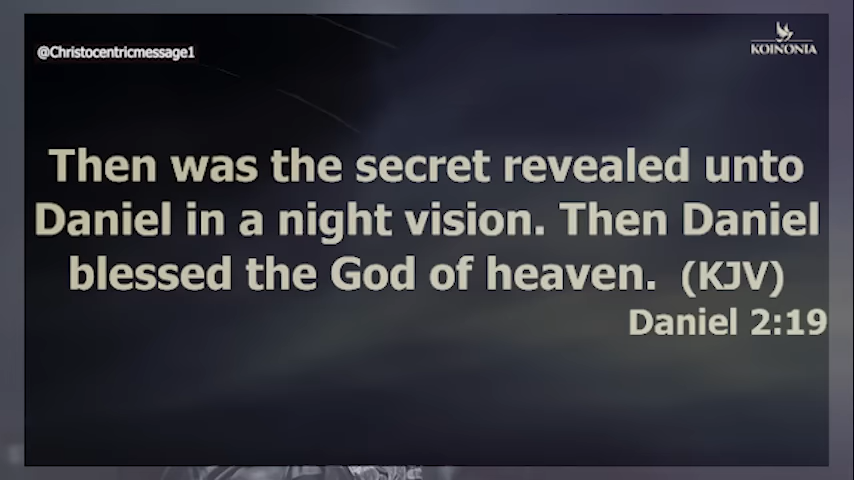 @Christocentricmessage1
KOINONIA
Then was the secret revealed unto
Daniel in a night vision. Then Daniel
blessed the God of heaven. (KJV)
Daniel 2:19